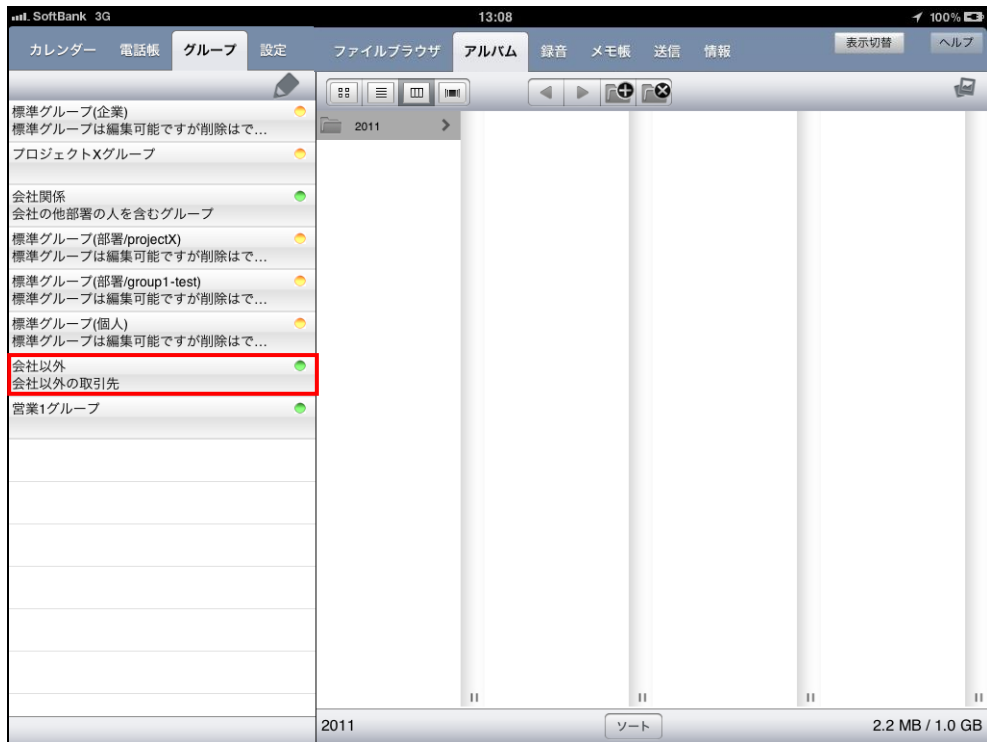 SoftBank 3G
13:08
100%
カレンダー 電話帳 グループ 設定
ファイルブラウザ アルバム 録音 メモ帳 送信 情報
表示切替 ヘルプ
標準グループ(企業)
標準グループは編集可能ですが削除はで...
プロジェクトXグループ
会社関係
会社の他部署の人を含むグループ
標準グループ(部署/projectX)
標準グループは編集可能ですが削除はで...
標準グループ(部署/group1-test)
標準グループは編集可能ですが削除はで...
標準グループ(個人)
標準グループは編集可能ですが削除はで...
会社以外
会社以外の取引先
営業1グループ
2011
2011
ソート
2.2 MB / 1.0 GB